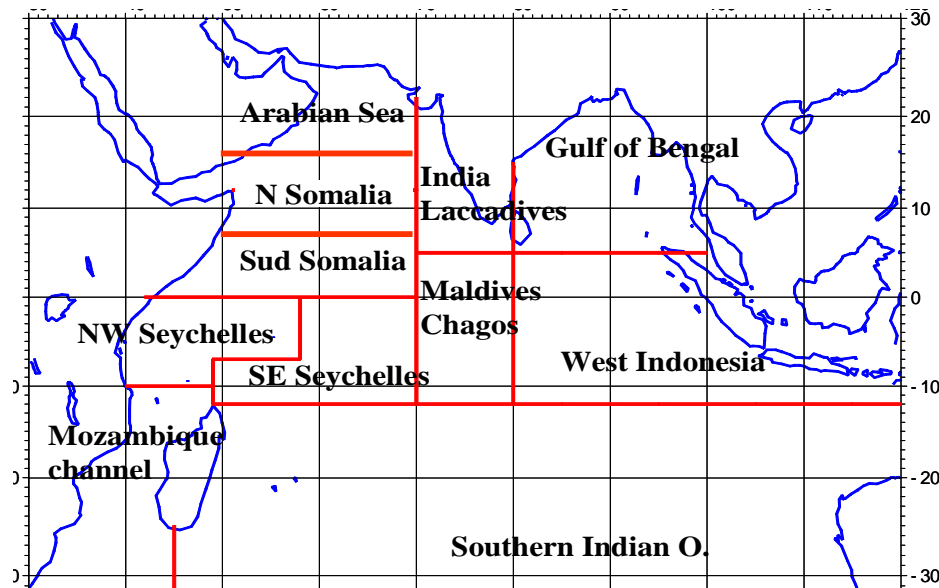 30
Arabian Sea
20
Gulf of Bengal
India
N Somalia
Laccadives
10
Sud Somalia
Maldives
0
Chagos
NW Seychelles
West Indonesia
SE Seychelles
-10
Mozambique
channel
-20
Southern Indian O.
-30